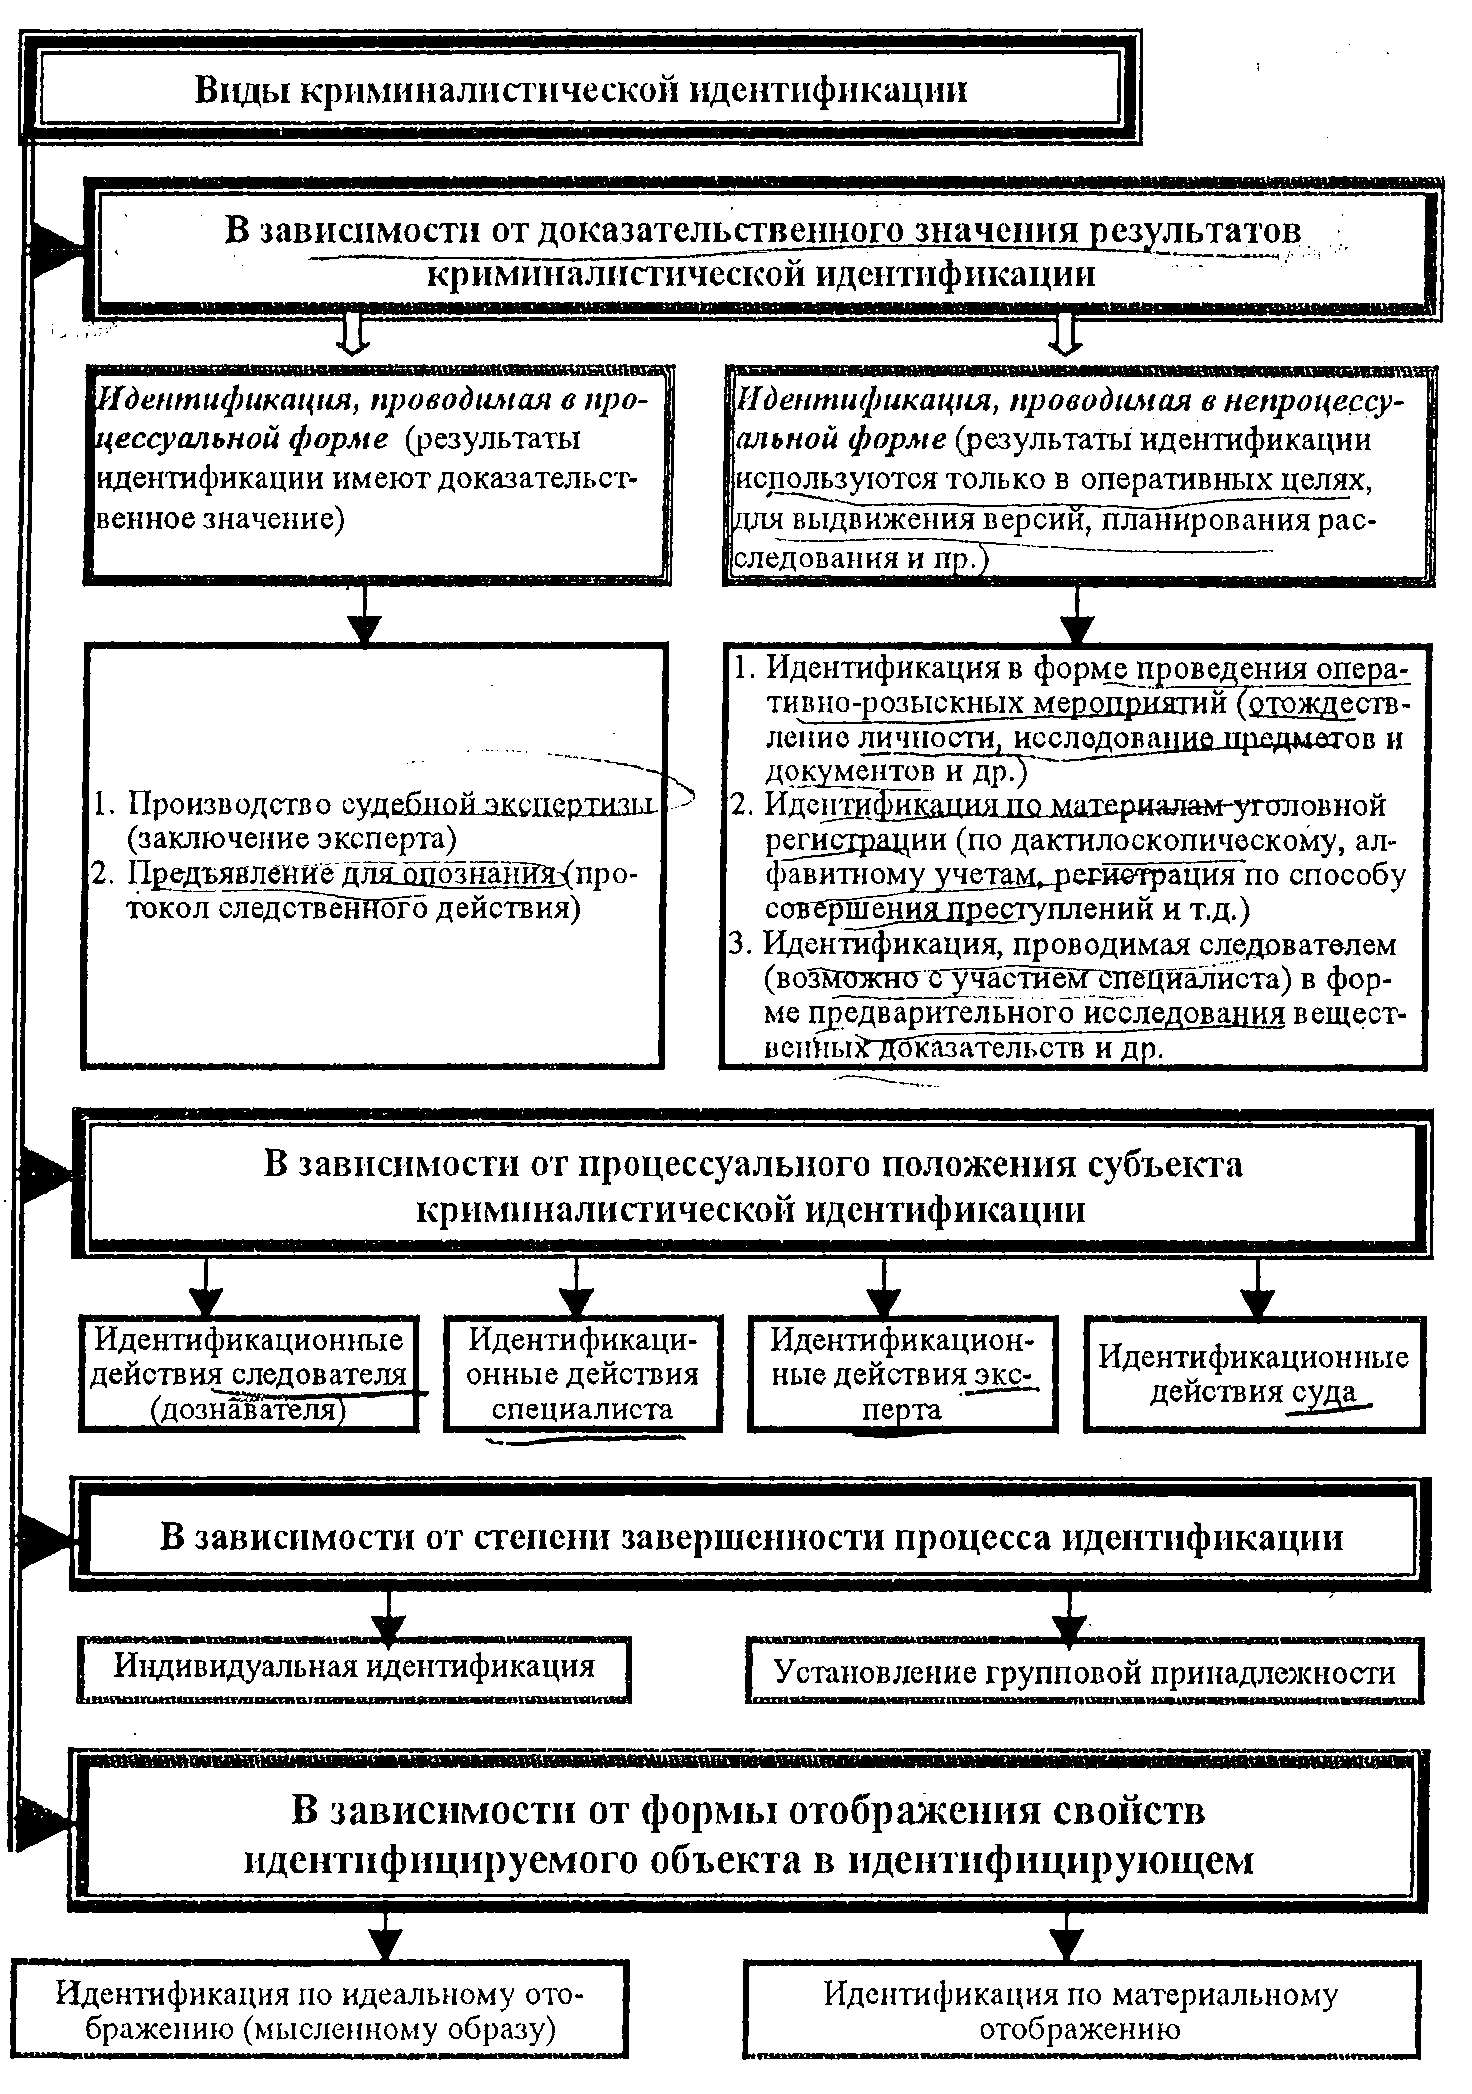 Виды криминалистической идентификации
В зависимости от доказательственного значения результатов
криминалистической идентификации
Идентификация, проводимая в про-
цессуальной форме (результаты
идентификации имеют доказательст-
венное значение)
Идентификация, проводимая в непроцессу-
альной форме (результаты идентификации
используются только в оперативных целях,
для выдвижения версий, планирования рас-
следования и пр.)
1. Производство судебной экспертизы
(заключение эксперта)
2. Предъявление для опознания (про-
токол следственного действия)
1. Идентификация в форме проведения опера-
тивно-розыскных мероприятий (отождеств-
ление личности, исследование предметов и
документов и др.)
2. Идентификация по материалам уголовной
регистрации (по дактилоскопическому, ал-
фавитному учетам, регистрация по способу
совершения преступлений и т.д.)
3. Идентификация, проводимая следователем
(возможно с участием специалиста) в фор-
ме предварительного исследования вещест-
венных доказательств и др.
В зависимости от процессуального положения субъекта
криминалистической идентификации
Идентификационные
действия следователя
(дознавателя)
Идентификаци-
онные действия
специалиста
Идентификацион-
ные действия экс-
перта
Идентификационные
действия суда
В зависимости от степени завершенности процесса идентификации
Индивидуальная идентификация
Установление групповой принадлежности
В зависимости от формы отображения свойств
идентифицируемого объекта в идентифицирующем
Идентификация по идеальному ото-
бражению (мысленному образу)
Идентификация по материальному
отображению